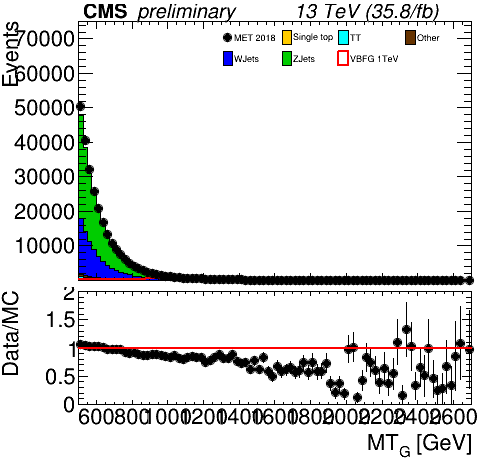 CMS preliminary 13 TeV (35.8/fb)
Events
70000
60000
50000
40000
30000
20000
10000
MET 2018 Single top TT Other
WJets ZJets VBFG 1TeV
Data/MC
2
1.5
1
0.5
0
600 800 1000 1200 1400 1600 1800 2000 2200 2400 2600
MT_G [GeV]